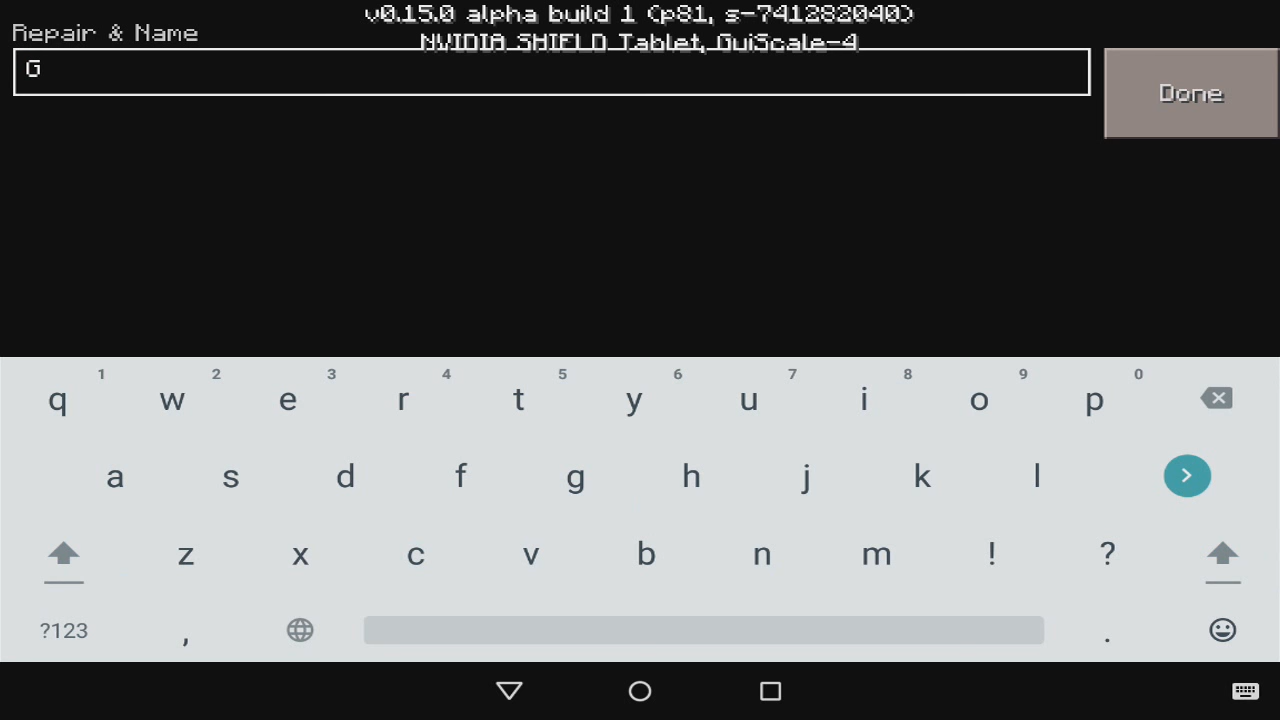 v0.15.0 alpha build 1 (p81, s-741282040)
NVIDIA SHIELD Tablet, GuiScale-4
Repair & Name
G
Done
1 2 3 4 5 6 7 8 9 0
q w e r t y u i o p
a s d f g h j k l
z x c v b n m ! ?
?123 , .